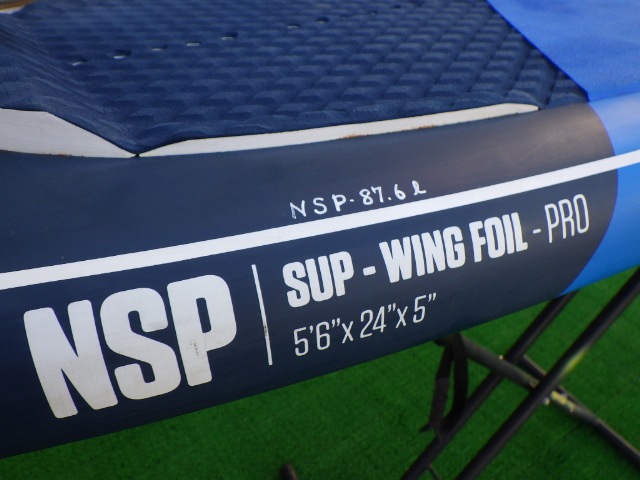 NSP-87.6ℓ
NSP
SUP - WING FOIL - PRO
5'6"x 24"x 5"